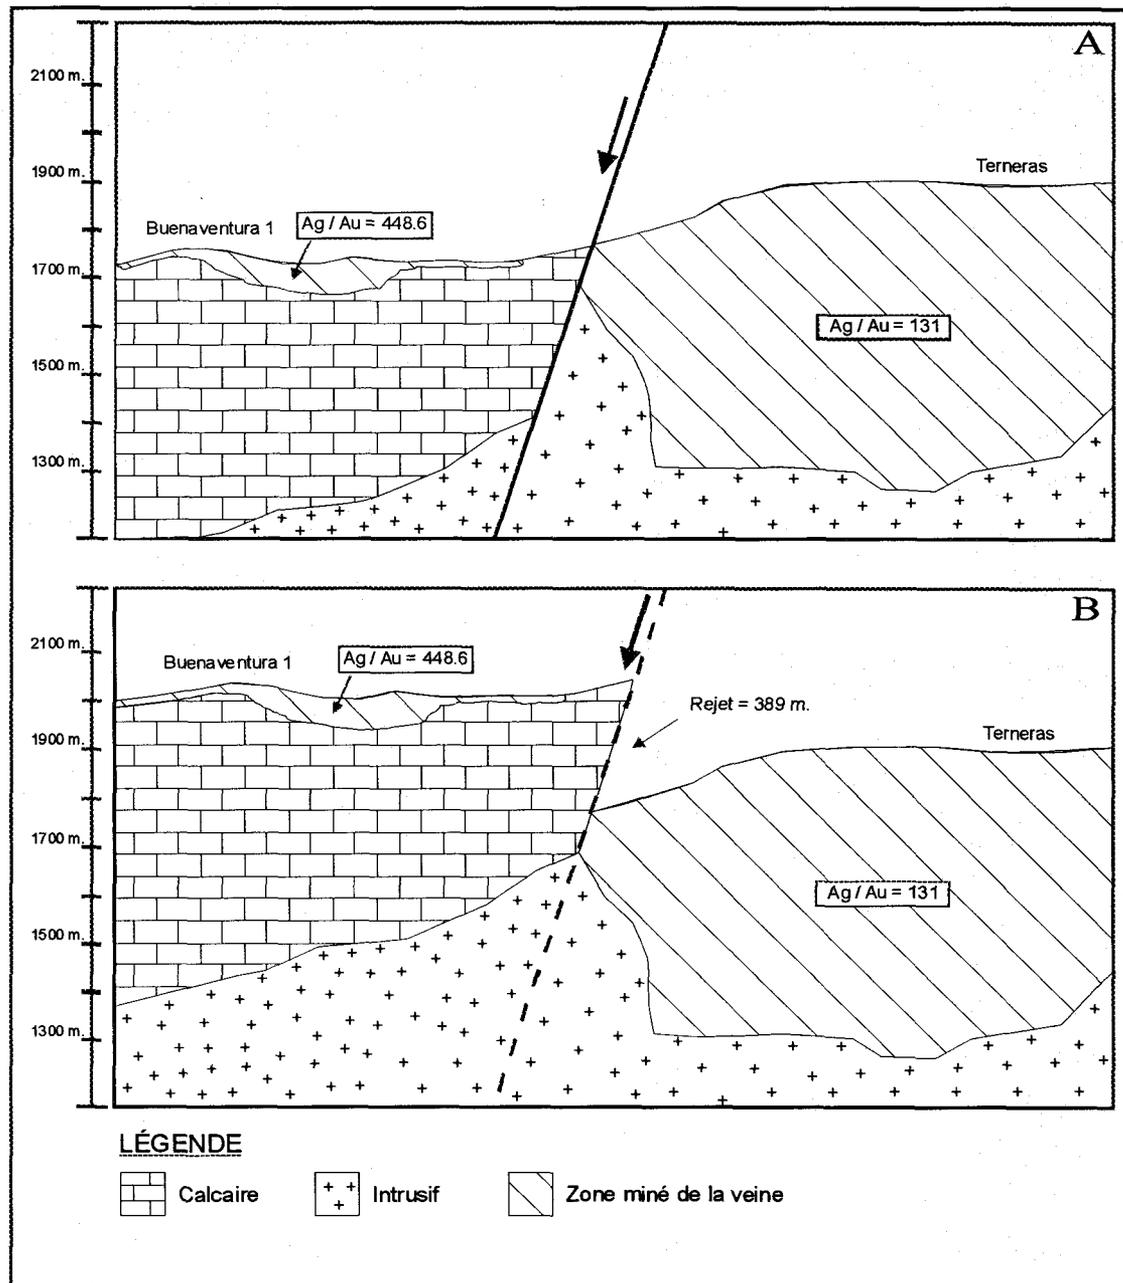 A
2100 m.
1900 m.
Terneras
Buenaventura 1
Ag / Au = 448.6
1700 m.
Ag / Au = 131
1500 m.
1300 m.
B
2100 m.
Buenaventura 1
Ag / Au = 448.6
Rejet = 389 m.
1900 m.
Terneras
1700 m.
Ag / Au = 131
1500 m.
1300 m.
LÉGENDE
Calcaire
Intrusif
Zone miné de la veine